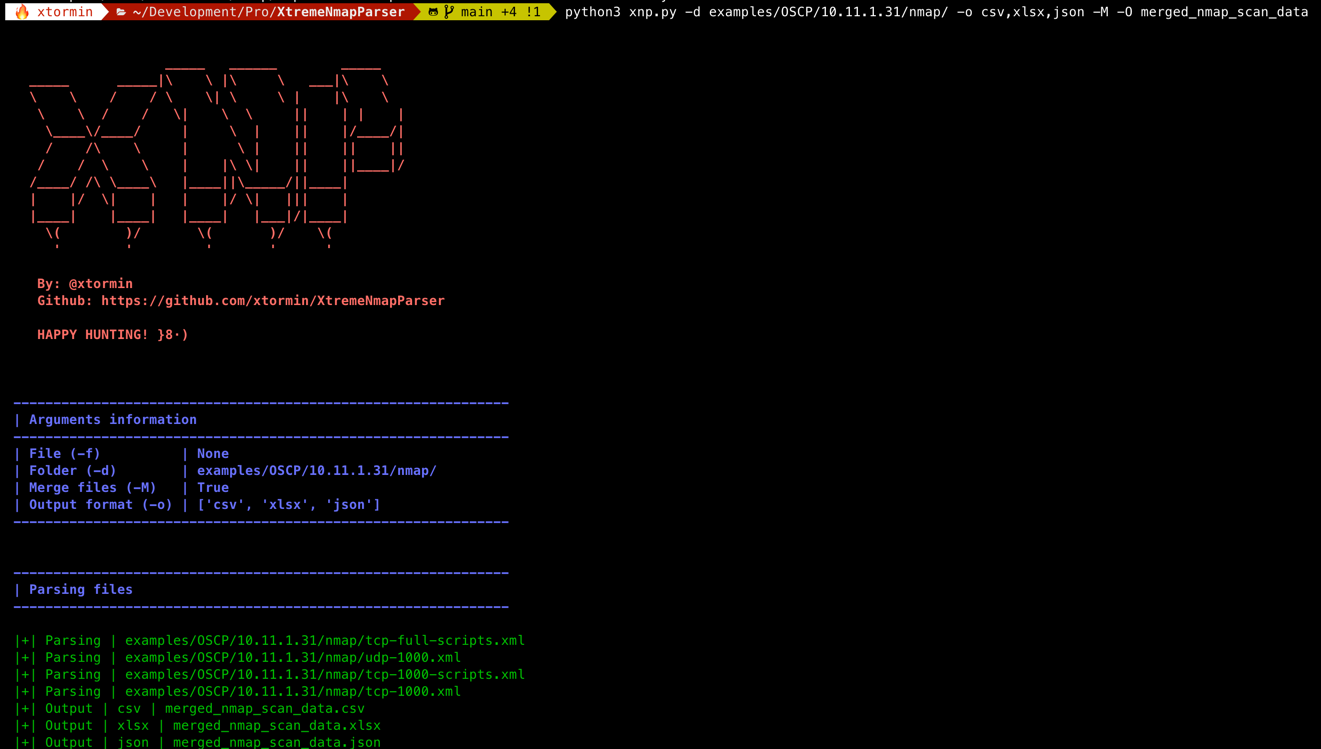 xtormin ~/Development/Pro/XtremeNmapParser main +4 !1 python3 xnp.py -d examples/OSCP/10.11.1.31/nmap/ -o csv,xlsx,json -M -O merged_nmap_scan_data
XNP
By: @xtormin
Github: https://github.com/xtormin/XtremeNmapParser
HAPPY HUNTING! }8·)
| Arguments information
| File (-f) | None
| Folder (-d) | examples/OSCP/10.11.1.31/nmap/
| Merge files (-M) | True
| Output format (-o) | ['csv', 'xlsx', 'json']
| Parsing files
|+| Parsing | examples/OSCP/10.11.1.31/nmap/tcp-full-scripts.xml
|+| Parsing | examples/OSCP/10.11.1.31/nmap/udp-1000.xml
|+| Parsing | examples/OSCP/10.11.1.31/nmap/tcp-1000-scripts.xml
|+| Parsing | examples/OSCP/10.11.1.31/nmap/tcp-1000.xml
|+| Output | csv | merged_nmap_scan_data.csv
|+| Output | xlsx | merged_nmap_scan_data.xlsx
|+| Output | json | merged_nmap_scan_data.json